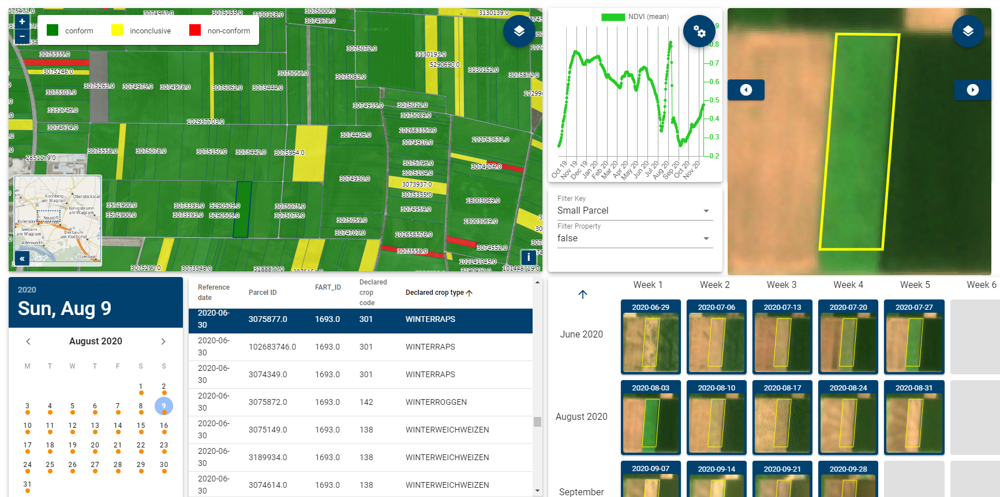 075471.0
3074963.0
3075155.0
3130118.0
3075000.0
3074979.0
3130139.0
+
−
conform
inconclusive
non-conform
geoland.at
3075335.0
3075246.0
3075072.0
3130193.0
5290690.0
3130152.0
3075872.0
3075263.0
3074975.0
3074978.0
3075062.0
3073444.0
3075056.0
3075083.0
3073303.0
3131746.0
3074614.0
102937703.0
3074935.0
3075012.0
3075089.0
102683357.0
3074406.0
3074910.0
102763631.0
3075558.0
3075078.0
3075150.0
3073442.0
3075964.0
2851179.0
3075796.0
3075104.0
3074276.0
3074930.0
3073937.0
3075355.0
3571900.0
3073393.0
5290505.0
3075075.0
3074959.0
18003069.0
3571900.0
3073393.0
5290505.0
3075075.0
3075059.0
18003069.0
3074707.0
102656576.0
3073558.0
3074552.0
102141045.0
3075290.0
3073548.0
3188877.0
101448719.0
Kirchberg
am Wagram
Oberstockstal
Königsbrunn
am Wagram
Kollersdorf
Neustift
Seebarn
am Wagram
Bierbaum
am Kleebühel
Altenwörth
Utzenlaa
«
i
NDVI (mean)
0.8
0.7
0.6
0.5
0.4
0.3
0.2
Oct 19
Nov 19
Dec 19
Jan 20
Feb 20
Mar 20
Apr 20
May 20
Jun 20
Jul 20
Aug 20
Sep 20
Oct 20
Nov 20
Filter Key
Small Parcel
Filter Property
false
2020
Sun, Aug 9
August 2020
M T W T F S S
1 2
3 4 5 6 7 8 9
10 11 12 13 14 15 16
17 18 19 20 21 22 23
24 25 26 27 28 29 30
31
Reference date Parcel ID FART_ID Declared crop code Declared crop type
2020-06-30 3075877.0 1693.0 301 WINTERRAPS
2020-06-30 102683746.0 1693.0 301 WINTERRAPS
2020-06-30 3074349.0 1693.0 301 WINTERRAPS
2020-06-30 3075872.0 1693.0 142 WINTERROGGEN
2020-06-30 3075149.0 1693.0 138 WINTERWEICHWEIZEN
2020-06-30 3189934.0 1693.0 138 WINTERWEICHWEIZEN
2020-06-30 3074614.0 1693.0 138 WINTERWEICHWEIZEN
Week 1 Week 2 Week 3 Week 4 Week 5 Week 6
June 2020
2020-06-29 2020-07-06 2020-07-13 2020-07-20 2020-07-27
August 2020
2020-08-03 2020-08-10 2020-08-17 2020-08-24 2020-08-31
September
2020-09-07 2020-09-14 2020-09-21 2020-09-28